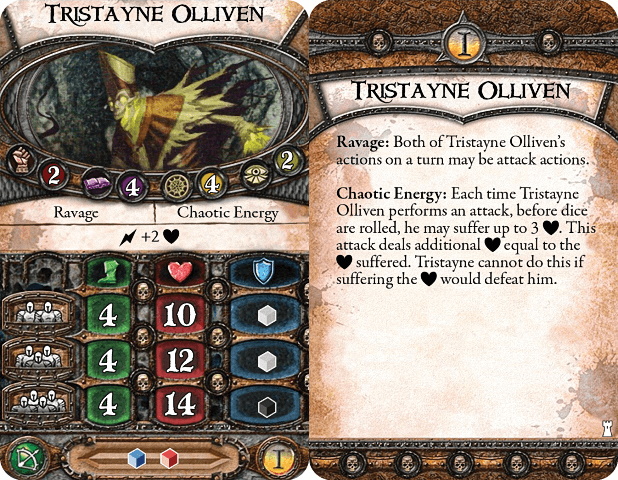 Tristayne Olliven
2
4
4
2
Ravage
Chaotic Energy
+2
4 10
4 12
4 14
I
I
Tristayne Olliven
Ravage: Both of Tristayne Olliven's
actions on a turn may be attack actions.
Chaotic Energy: Each time Tristayne
Olliven performs an attack, before dice
are rolled, he may suffer up to 3 ♥. This
attack deals additional ♥ equal to the
♥ suffered. Tristayne cannot do this if
suffering the ♥ would defeat him.